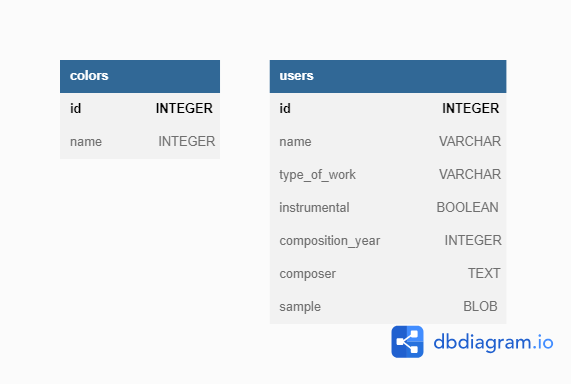 colors
id INTEGER
name INTEGER
users
id INTEGER
name VARCHAR
type_of_work VARCHAR
instrumental BOOLEAN
composition_year INTEGER
composer TEXT
sample BLOB
dbdiagram.io